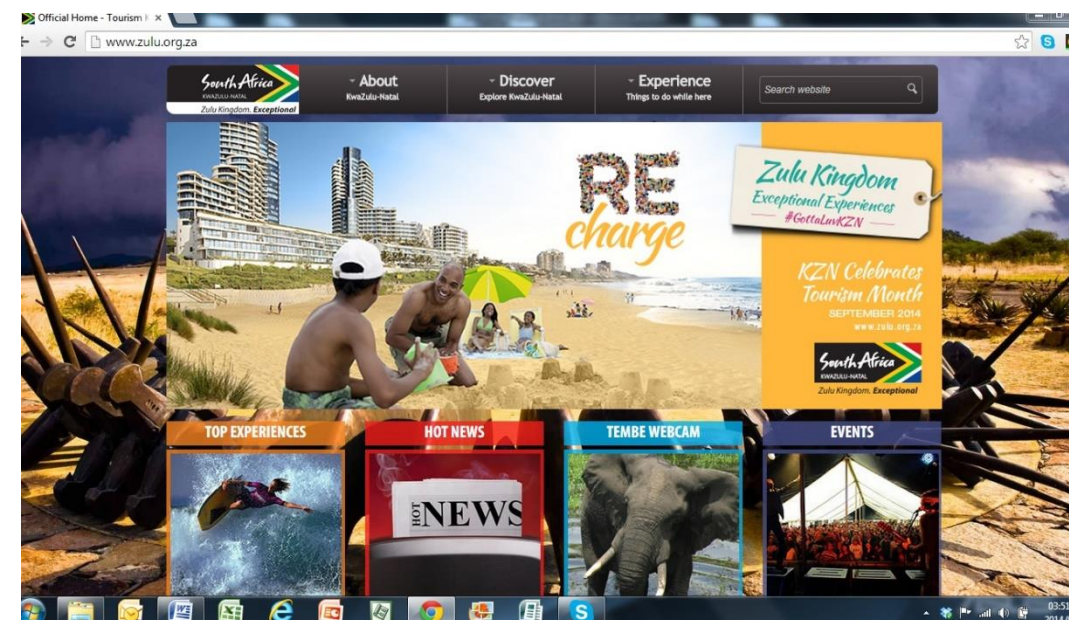 Official Home - Tourism
www.zulu.org.za
South Africa
KWAZULU-NATAL
Zulu Kingdom. Exceptional
About
KwaZulu-Natal
Discover
Explore KwaZulu-Natal
Experience
Things to do while here
Search website
RE
charge
Zulu Kingdom
Exceptional Experiences
#GottaLuvKZN
KZN Celebrates
Tourism Month
SEPTEMBER 2014
www.zulu.org.za
South Africa
KWAZULU-NATAL
Zulu Kingdom. Exceptional
TOP EXPERIENCES
HOT NEWS
TEMBE WEBCAM
EVENTS
HOT NEWS
03:51